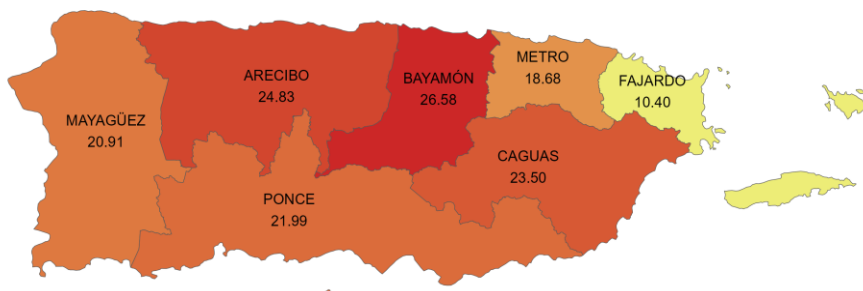 METRO
18.68
ARECIBO
24.83
BAYAMÓN
26.58
FAJARDO
10.40
MAYAGÜEZ
20.91
CAGUAS
23.50
PONCE
21.99